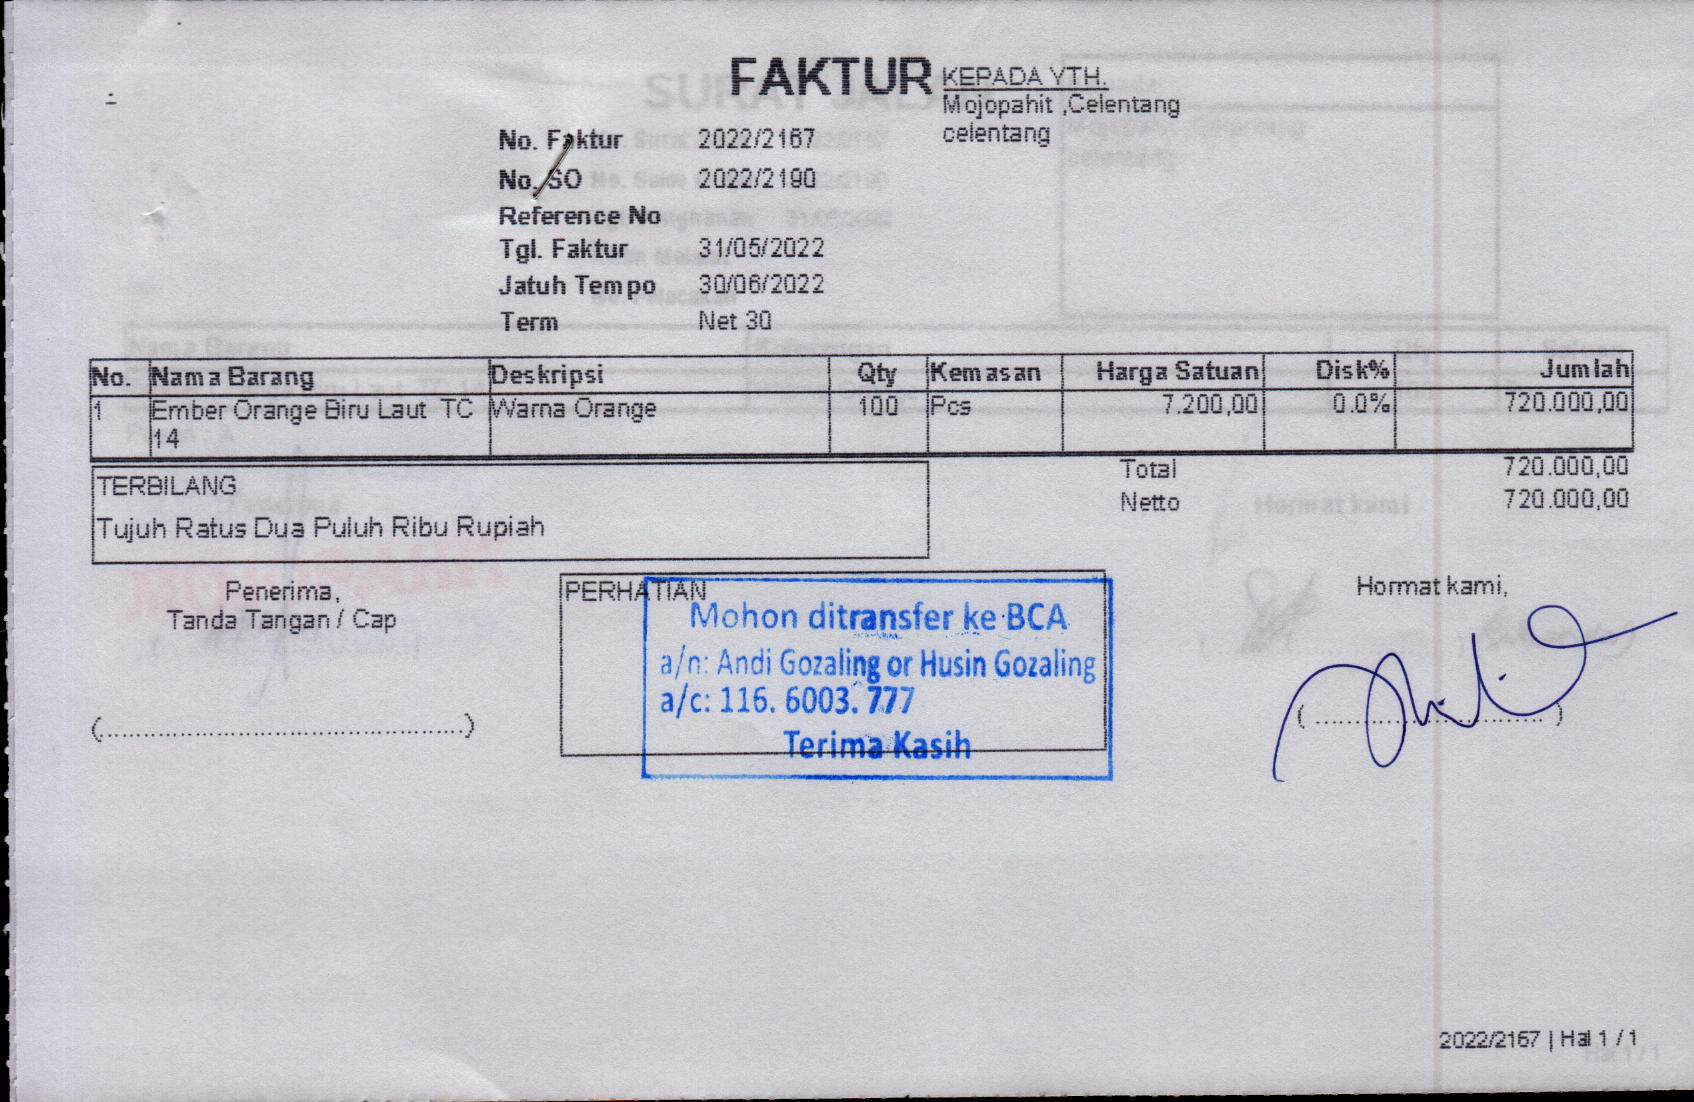 FAKTUR
KEPADA YTH.
Mojopahit ,Celentang
celentang
No. Faktur 2022/2167
No. SO 2022/2190
Reference No
Tgl. Faktur 31/05/2022
Jatuh Tempo 30/06/2022
Term Net 30
No. Nama Barang Deskripsi Qty Kemasan Harga Satuan Disk% Jumlah
1 Ember Orange Biru Laut TC Warna Orange 100 Pcs 7.200,00 0.0% 720.000,00
14
Total 720.000,00
Netto 720.000,00
TERBILANG
Tujuh Ratus Dua Puluh Ribu Rupiah
Penerima,
Tanda Tangan / Cap
(................................................)
PERHATIAN
Mohon ditransfer ke BCA
a/n: Andi Gozaling or Husin Gozaling
a/c: 116. 6003. 777
Terima Kasih
Hormat kami,
(................................)
2022/2167 | Hal 1 / 1